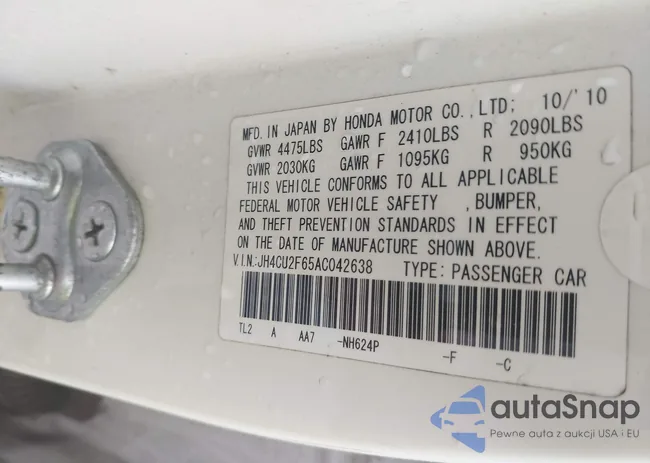 MFD. IN JAPAN BY HONDA MOTOR CO.,LTD; 10/'10
GVWR 4475LBS GAWR F 2410LBS R 2090LBS
GVWR 2030KG GAWR F 1095KG R 950KG
THIS VEHICLE CONFORMS TO ALL APPLICABLE
FEDERAL MOTOR VEHICLE SAFETY ,BUMPER,
AND THEFT PREVENTION STANDARDS IN EFFECT
ON THE DATE OF MANUFACTURE SHOWN ABOVE.
V.I.N:JH4CU2F65AC042638 TYPE: PASSENGER CAR
TL2 A AA7 -NH624P -F -C
autaSnap
Pewne auta z aukcji USA i EU